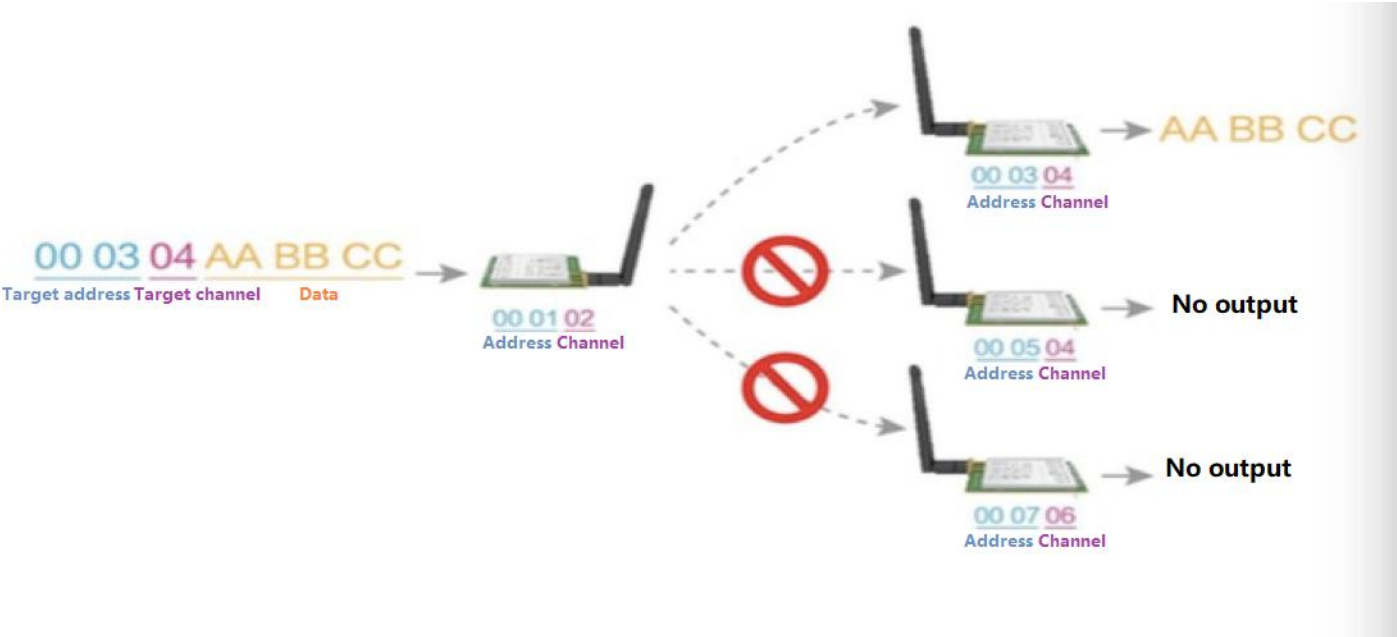 00 03 04 AA BB CC
Target address Target channel Data
00 01 02
Address Channel
AA BB CC
00 03 04
Address Channel
No output
00 05 04
Address Channel
No output
00 07 06
Address Channel